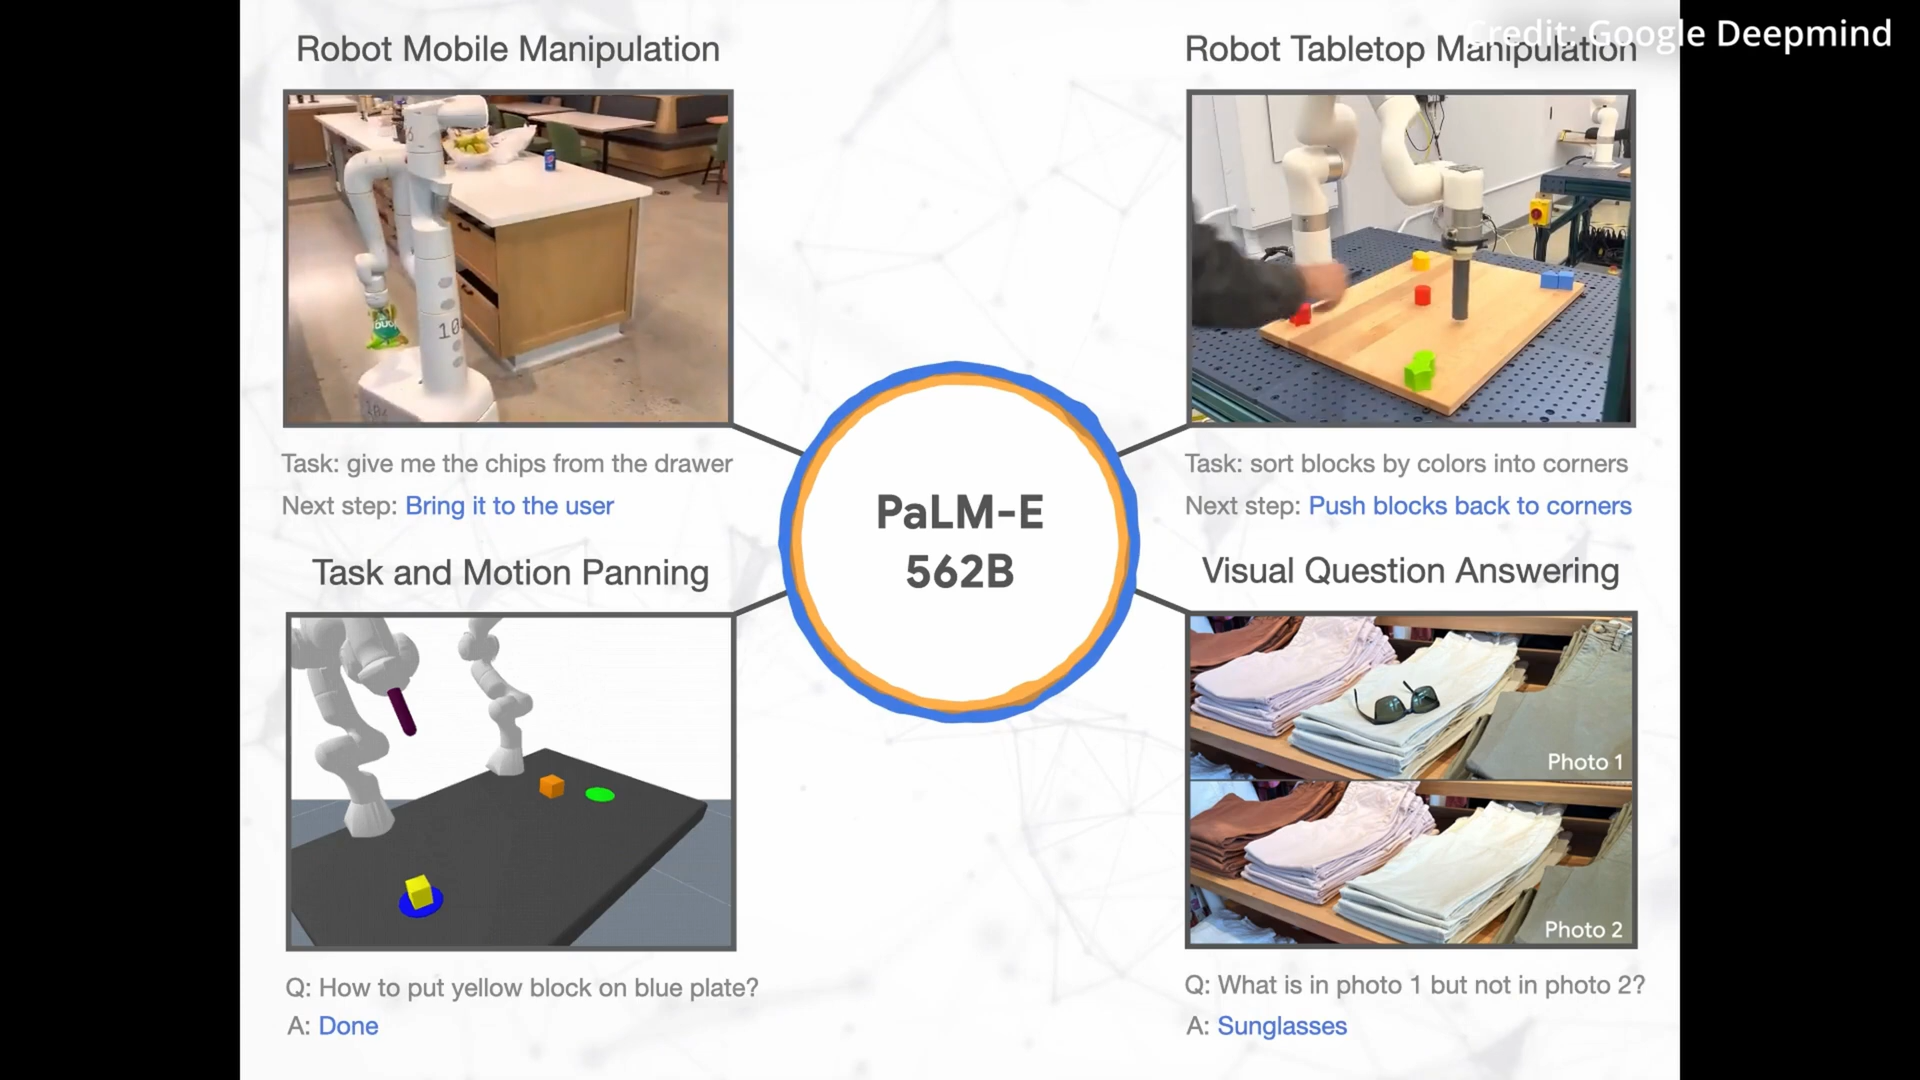 Credit: Google Deepmind
Robot Mobile Manipulation
Robot Tabletop Manipulation
10
Task: give me the chips from the drawer
Next step: Bring it to the user
Task: sort blocks by colors into corners
Next step: Push blocks back to corners
PaLM-E
562B
Task and Motion Panning
Visual Question Answering
Photo 1
Photo 2
Q: How to put yellow block on blue plate?
A: Done
Q: What is in photo 1 but not in photo 2?
A: Sunglasses